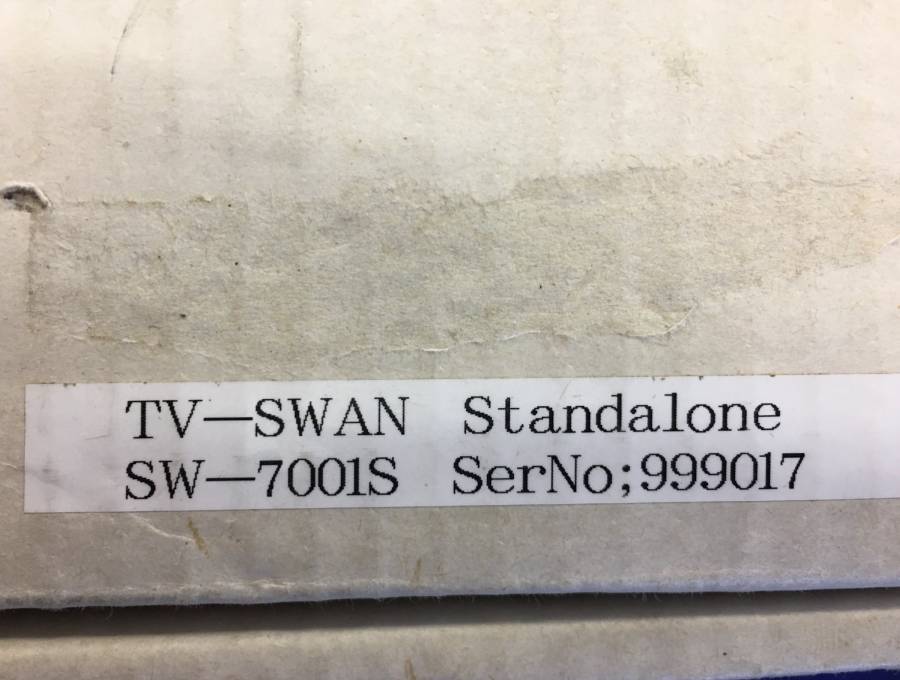 TV—SWAN Standalone
SW—7001S SerNo;999017